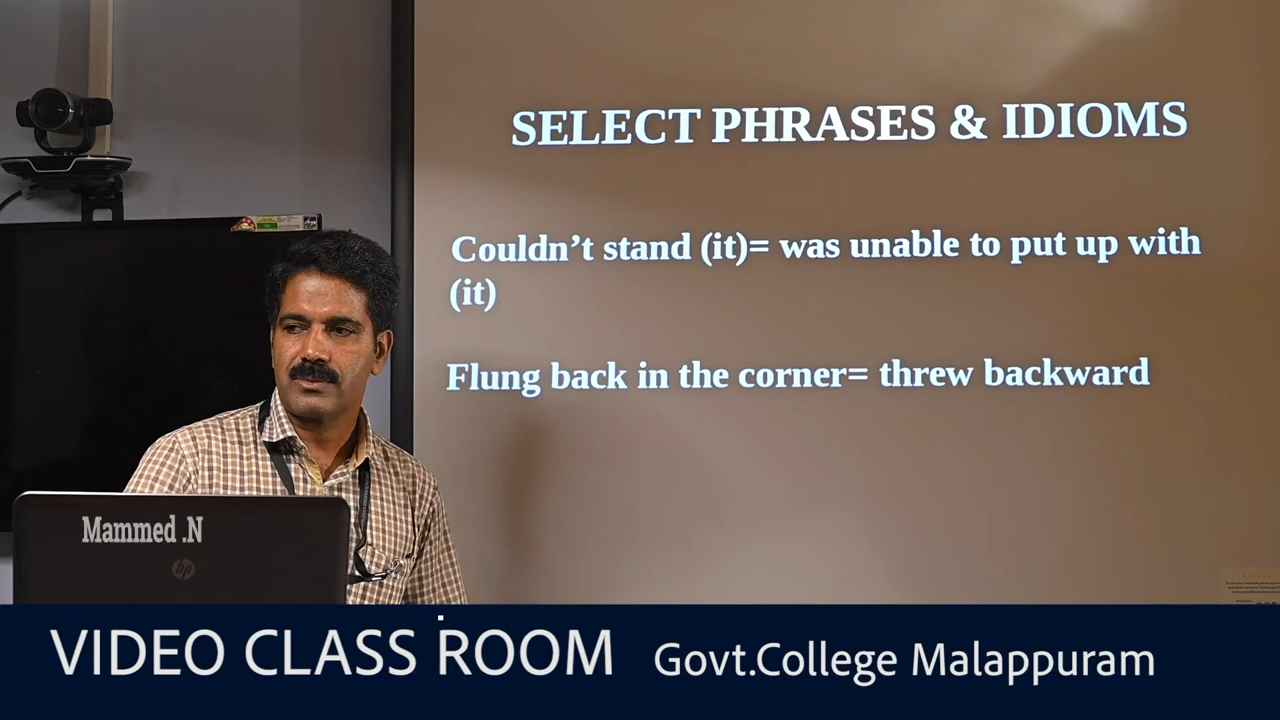 SELECT PHRASES & IDIOMS
Couldn’t stand (it)= was unable to put up with
(it)
Flung back in the corner= threw backward
Mammed .N
hp
VIDEO CLASS ROOM Govt.College Malappuram